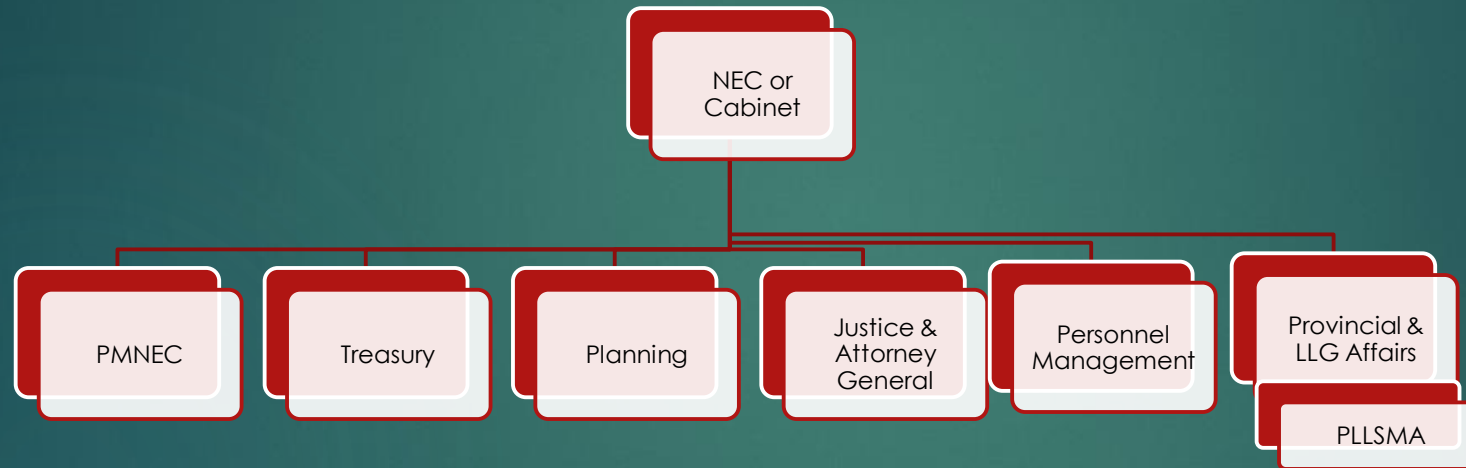 NEC or
Cabinet
PMNEC
Treasury
Planning
Justice &
Attorney
General
Personnel
Management
Provincial &
LLG Affairs
PLLSMA